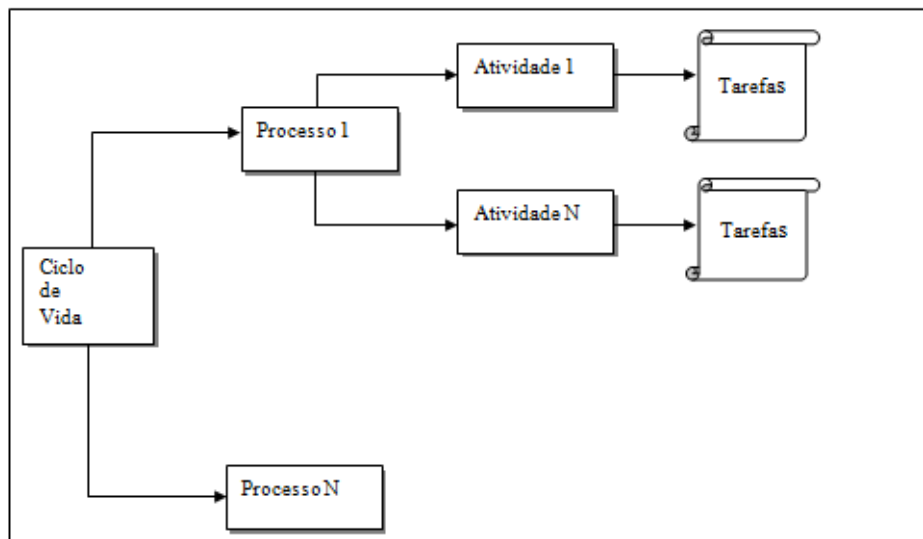 Atividade 1
Tarefas
Processo 1
Atividade N
Tarefas
Ciclo
de
Vida
Processo N